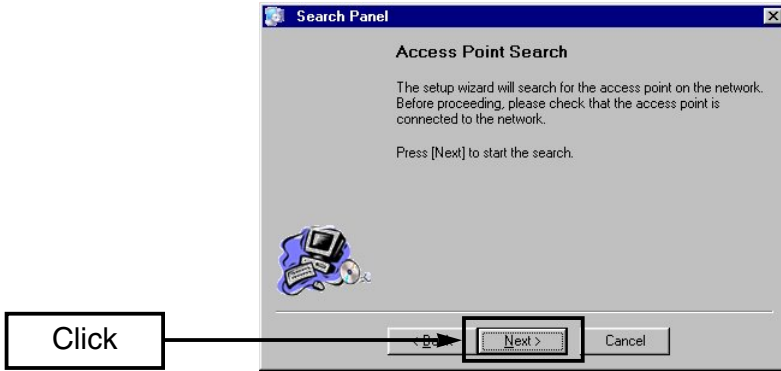 Search Panel
Access Point Search
The setup wizard will search for the access point on the network.
Before proceeding, please check that the access point is
connected to the network.
Press [Next] to start the search.
Click
Next >
Cancel